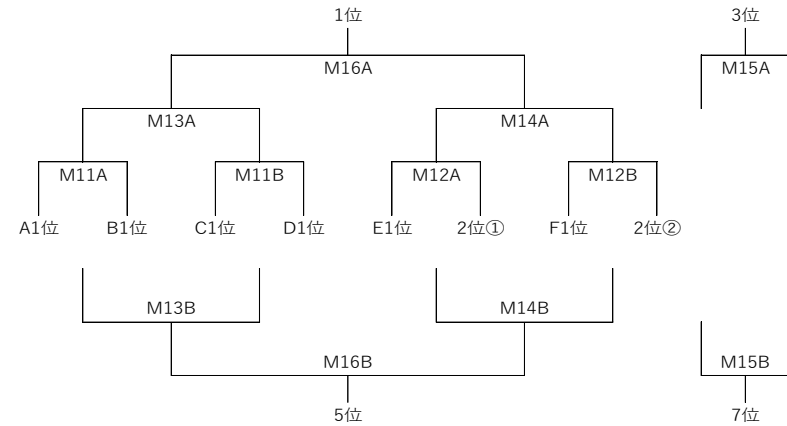 1位 3位
M16A M15A
M13A M14A
M11A M11B M12A M12B
A1位 B1位 C1位 D1位 E1位 2位① F1位 2位②
M13B M14B
M16B M15B
5位 7位